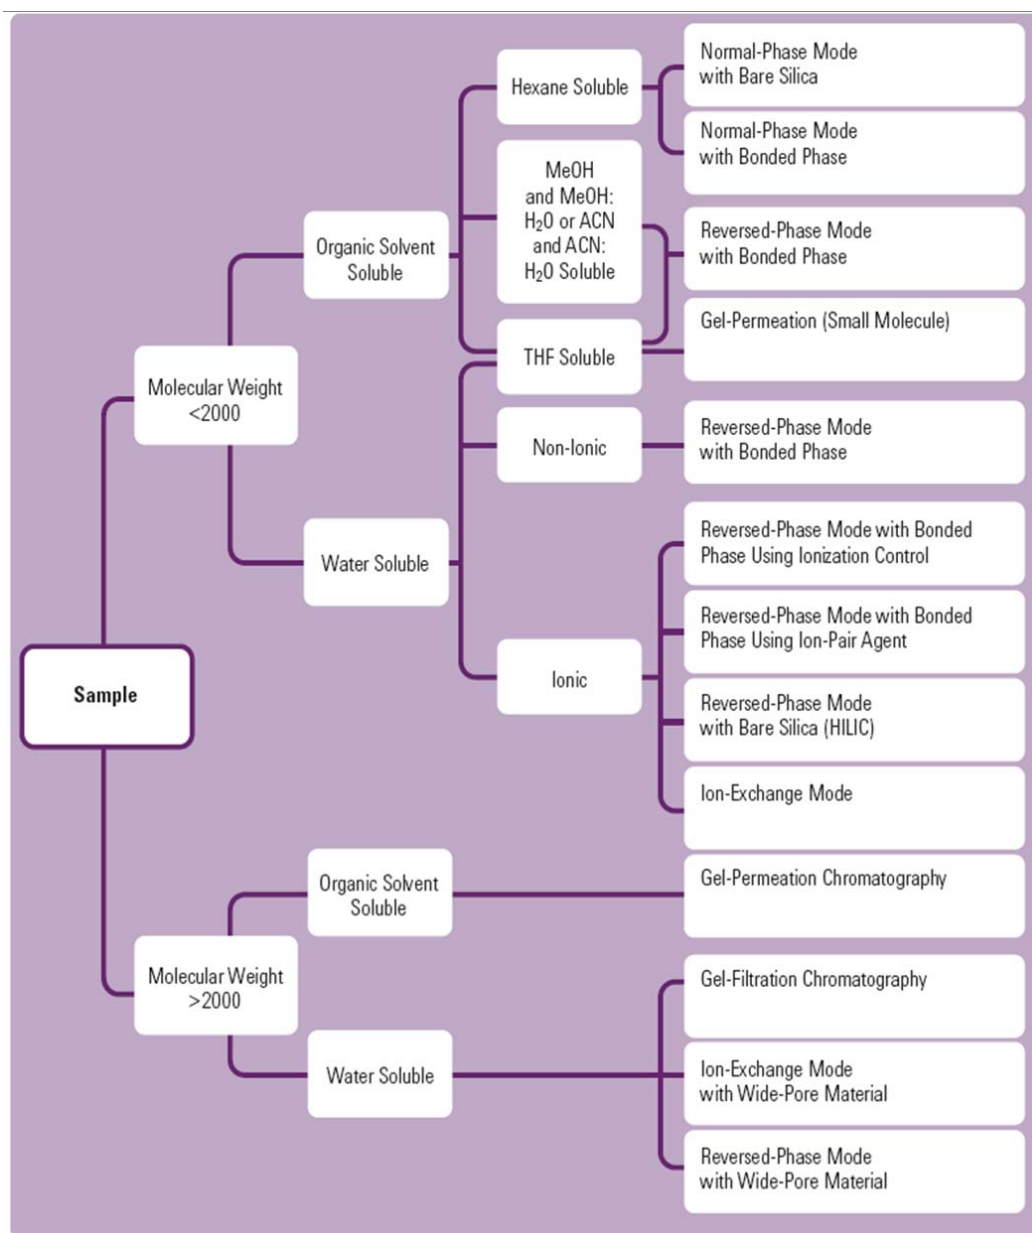 Hexane Soluble
Normal-Phase Mode
with Bare Silica
Normal-Phase Mode
with Bonded Phase
MeOH
and MeOH:
H₂O or ACN
and ACN:
H₂O Soluble
Organic Solvent
Soluble
Reversed-Phase Mode
with Bonded Phase
Gel-Permeation (Small Molecule)
THF Soluble
Molecular Weight
<2000
Non-Ionic
Reversed-Phase Mode
with Bonded Phase
Water Soluble
Reversed-Phase Mode with Bonded
Phase Using Ionization Control
Reversed-Phase Mode with Bonded
Phase Using Ion-Pair Agent
Ionic
Reversed-Phase Mode
with Bare Silica (HILIC)
Ion-Exchange Mode
Sample
Organic Solvent
Soluble
Gel-Permeation Chromatography
Molecular Weight
>2000
Gel-Filtration Chromatography
Water Soluble
Ion-Exchange Mode
with Wide-Pore Material
Reversed-Phase Mode
with Wide-Pore Material